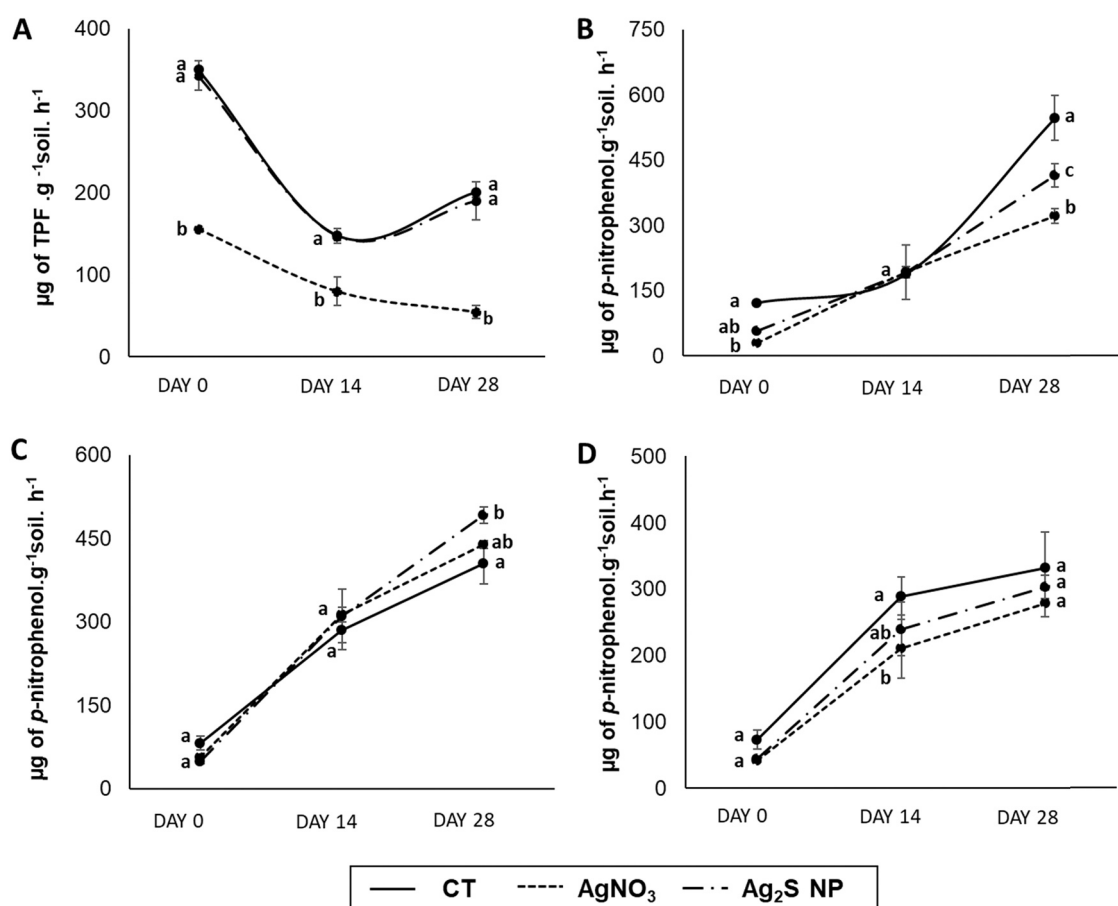 A
µg of TPF .g -1soil. h-1
400
300
200
100
0
a
a
b
a
b
a
a
b
DAY 0 DAY 14 DAY 28
B
µg of p-nitrophenol.g-1soil. h-1
750
600
450
300
150
0
a
ab
b
a
a
c
b
DAY 0 DAY 14 DAY 28
C
µg of p-nitrophenol.g-1soil. h-1
600
450
300
150
0
a
a
a
a
b
ab
a
DAY 0 DAY 14 DAY 28
D
µg of p-nitrophenol.g-1soil.h-1
500
400
300
200
100
0
a
a
a
ab
b
a
a
a
DAY 0 DAY 14 DAY 28
CT AgNO3 Ag2S NP